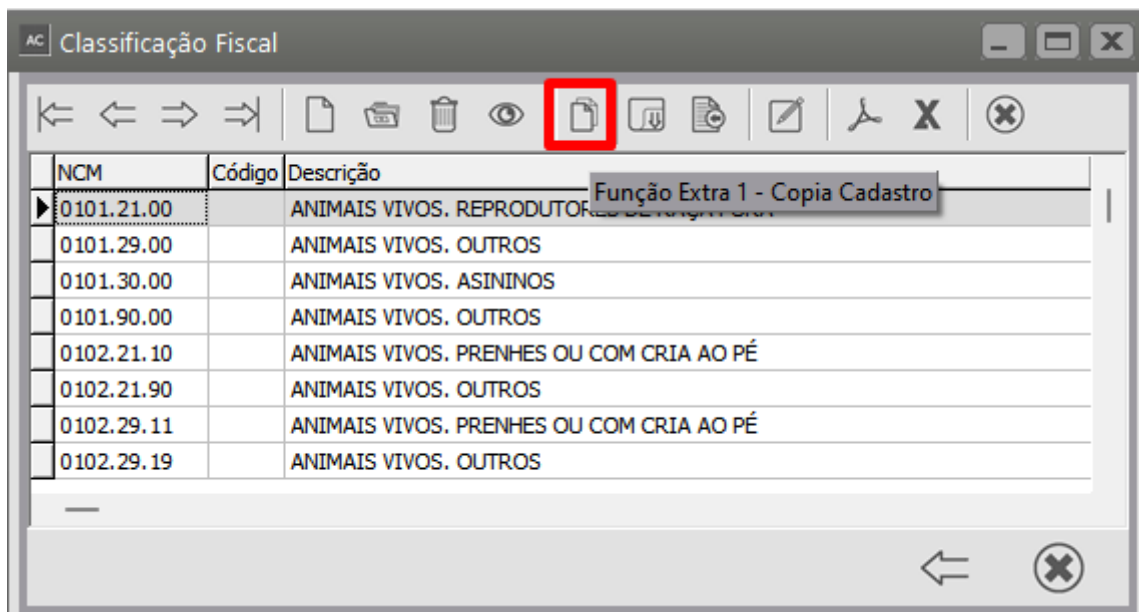 AC Classificação Fiscal
X
Função Extra 1 - Copia Cadastro
NCM Código Descrição
0101.21.00 ANIMAIS VIVOS. REPRODUTORES DE RAÇA PURA
0101.29.00 ANIMAIS VIVOS. OUTROS
0101.30.00 ANIMAIS VIVOS. ASININOS
0101.90.00 ANIMAIS VIVOS. OUTROS
0102.21.10 ANIMAIS VIVOS. PRENHES OU COM CRIA AO PÉ
0102.21.90 ANIMAIS VIVOS. OUTROS
0102.29.11 ANIMAIS VIVOS. PRENHES OU COM CRIA AO PÉ
0102.29.19 ANIMAIS VIVOS. OUTROS